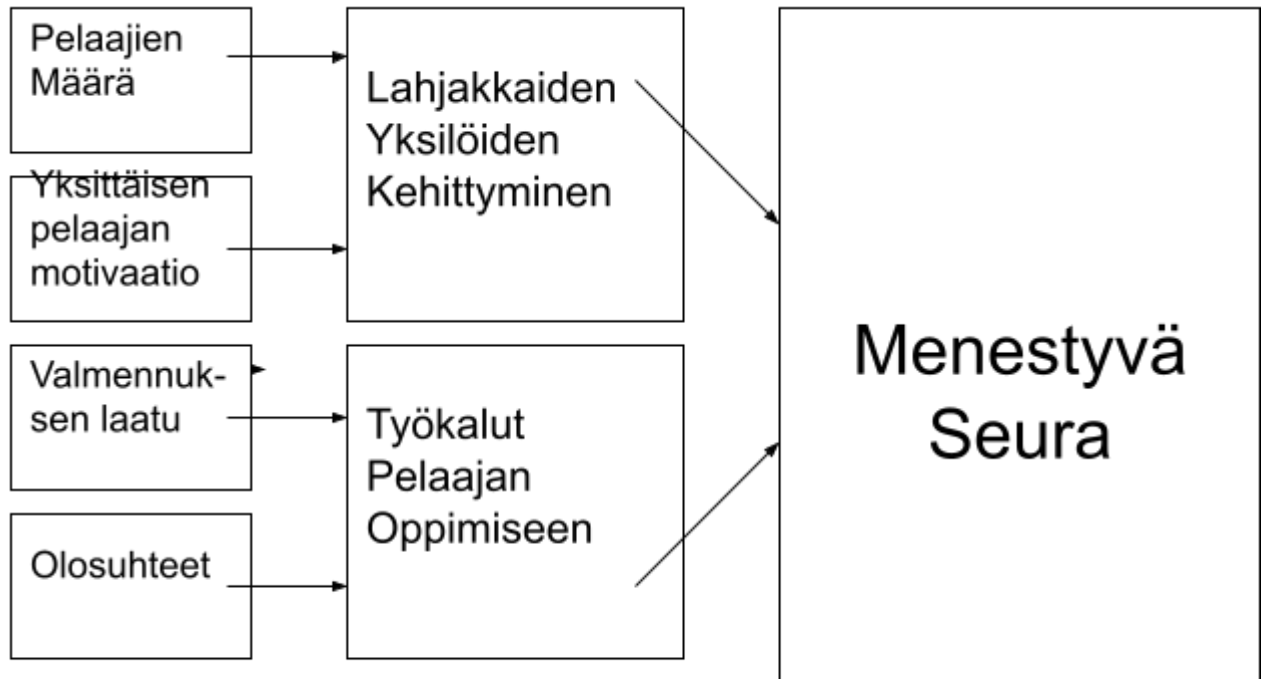 Pelaajien
Määrä
Yksittäisen
pelaajan
motivaatio
Valmennuk-
sen laatu
Olosuhteet
Lahjakkaiden
Yksilöiden
Kehittyminen
Työkalut
Pelaajan
Oppimiseen
Menestyvä
Seura